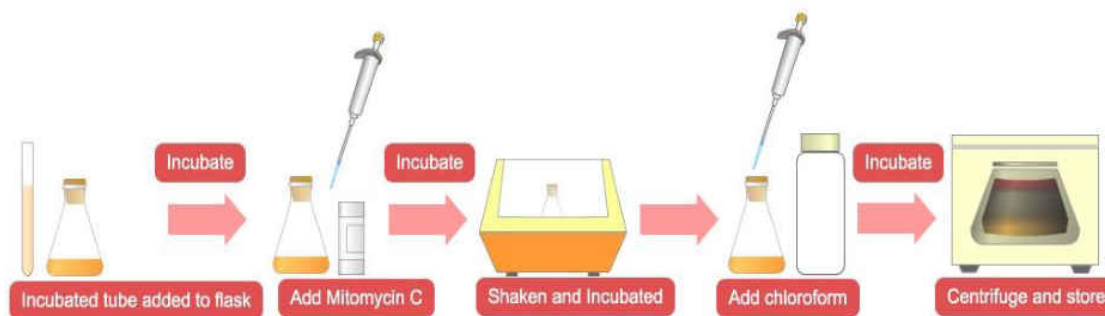 Incubate
Incubate
Incubate
Incubated tube added to flask
Add Mitomycin C
Shaken and Incubated
Add chloroform
Centrifuge and store